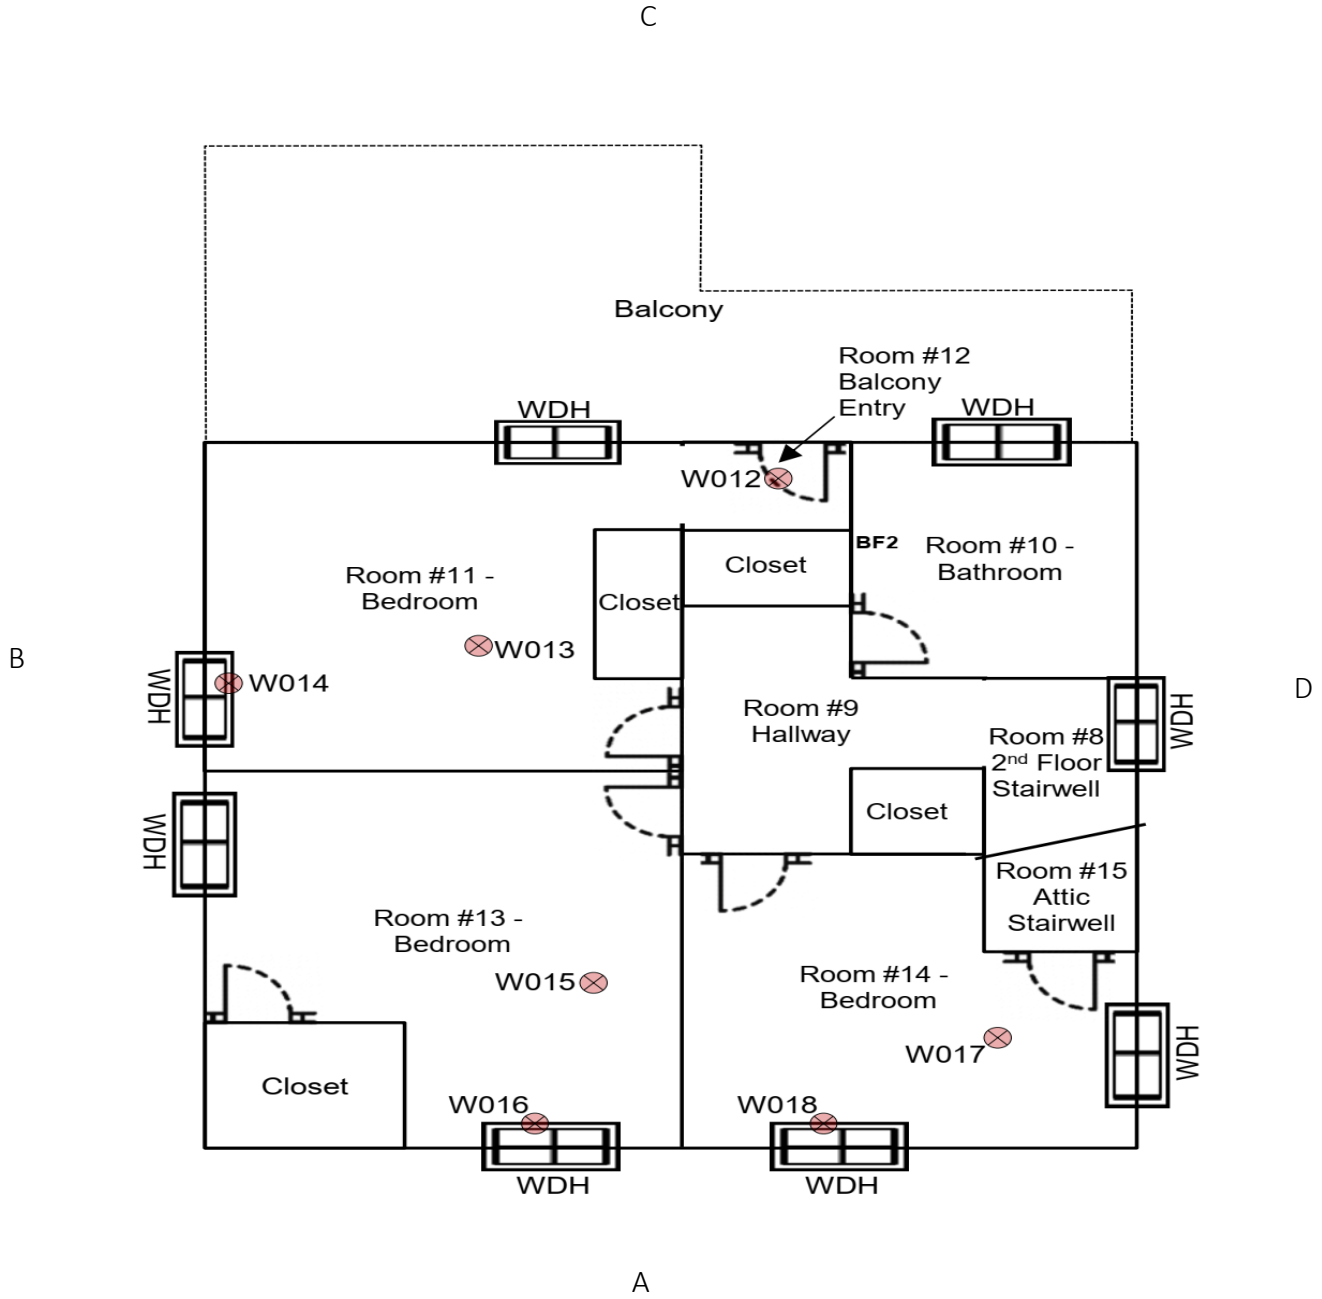 C
Balcony
Room #12
Balcony
Entry
WDH
WDH
W012
BF2
Closet
Room #10 -
Bathroom
Room #11 -
Bedroom
Closet
W013
B
WDH
W014
Room #9
Hallway
D
WDH
Room #8
2nd Floor
Stairwell
Closet
WDH
Room #15
Attic
Stairwell
Room #13 -
Bedroom
W015
Room #14 -
Bedroom
W017
WDH
Closet
W016
W018
WDH
WDH
A